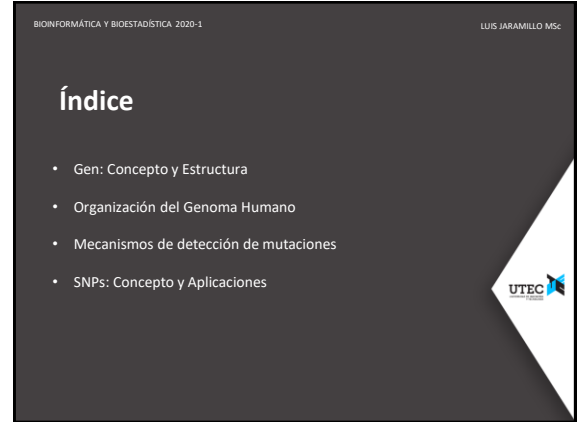 BIOINFORMÁTICA Y BIOESTADÍSTICA 2020-1
LUIS JARAMILLO MSc
Índice
• Gen: Concepto y Estructura
• Organización del Genoma Humano
• Mecanismos de detección de mutaciones
• SNPs: Concepto y Aplicaciones
UTEC